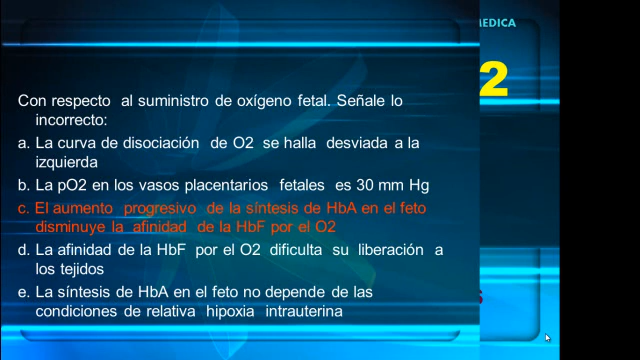 MEDICA
2
Con respecto al suministro de oxígeno fetal. Señale lo
incorrecto:
a. La curva de disociación de O2 se halla desviada a la
izquierda
b. La pO2 en los vasos placentarios fetales es 30 mm Hg
c. El aumento progresivo de la síntesis de HbA en el feto
disminuye la afinidad de la HbF por el O2
d. La afinidad de la HbF por el O2 dificulta su liberación a
los tejidos
e. La síntesis de HbA en el feto no depende de las
condiciones de relativa hipoxia intrauterina